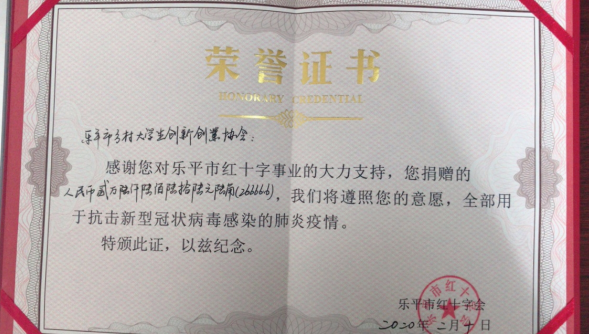 荣誉证书
HONORARY CREDENTIAL
乐平市乡村大学生创新创业协会：
感谢您对乐平市红十字事业的大力支持，您捐赠的
人民币贰万陆仟陆佰陆拾陆元陆角(26666.6)，我们将遵照您的意愿，全部用
于抗击新型冠状病毒感染的肺炎疫情。
特颁此证，以兹纪念。
乐平市红十字会
2020年二月十日